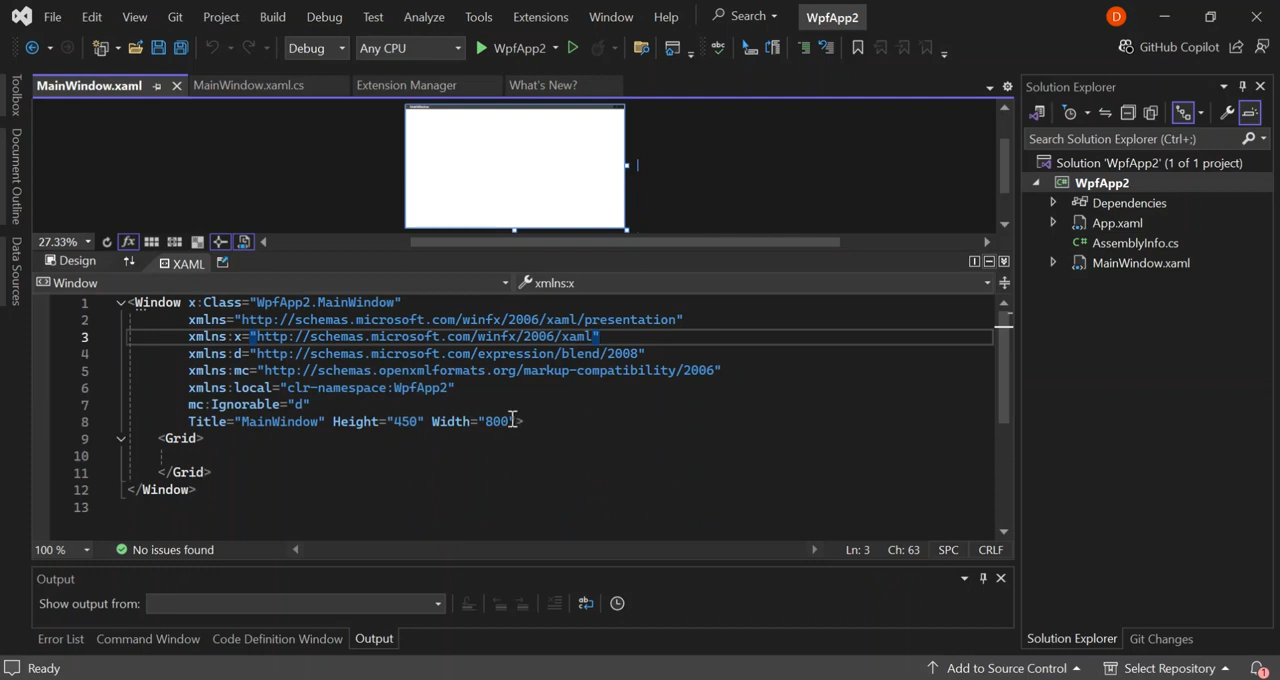 File Edit View Git Project Build Debug Test Analyze Tools Extensions Window Help Search WpfApp2 D
Debug Any CPU WpfApp2 GitHub Copilot
MainWindow.xaml MainWindow.xaml.cs Extension Manager What's New?
Toolbox
Document Outline
Data Sources
MainWindow
27.33%
Design XAML
Window xmlns:x
1 <Window x:Class="WpfApp2.MainWindow"
2 xmlns="http://schemas.microsoft.com/winfx/2006/xaml/presentation"
3 xmlns:x="http://schemas.microsoft.com/winfx/2006/xaml"
4 xmlns:d="http://schemas.microsoft.com/expression/blend/2008"
5 xmlns:mc="http://schemas.openxmlformats.org/markup-compatibility/2006"
6 xmlns:local="clr-namespace:WpfApp2"
7 mc:Ignorable="d"
8 Title="MainWindow" Height="450" Width="800">
9 <Grid>
10
11 </Grid>
12 </Window>
13
100 % No issues found Ln: 3 Ch: 63 SPC CRLF
Output
Show output from:
Error List Command Window Code Definition Window Output
Solution Explorer
Search Solution Explorer (Ctrl+;)
Solution 'WpfApp2' (1 of 1 project)
WpfApp2
Dependencies
App.xaml
AssemblyInfo.cs
MainWindow.xaml
Solution Explorer Git Changes
Ready Add to Source Control Select Repository 1